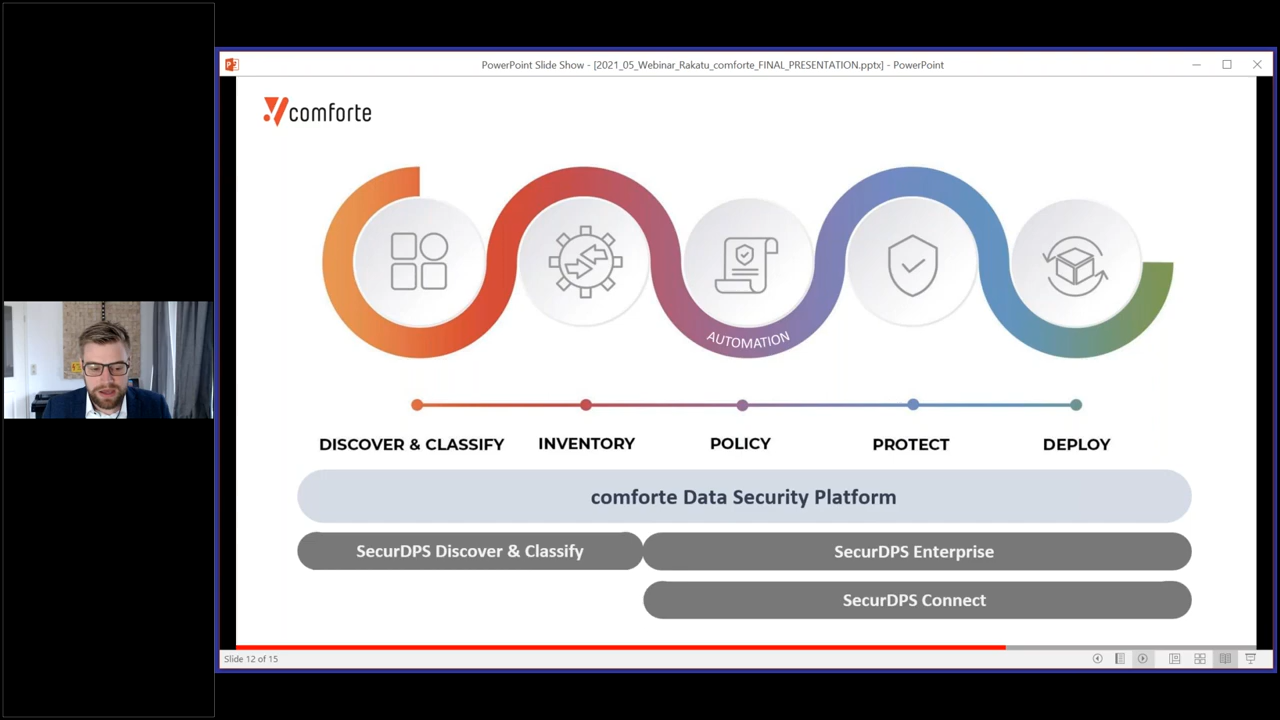 PowerPoint Slide Show - [2021_05_Webinar_Rakatu_comforte_FINAL_PRESENTATION.pptx] - PowerPoint
comforte
AUTOMATION
DISCOVER & CLASSIFY INVENTORY POLICY PROTECT DEPLOY
comforte Data Security Platform
SecurDPS Discover & Classify SecurDPS Enterprise
SecurDPS Connect
Slide 12 of 15